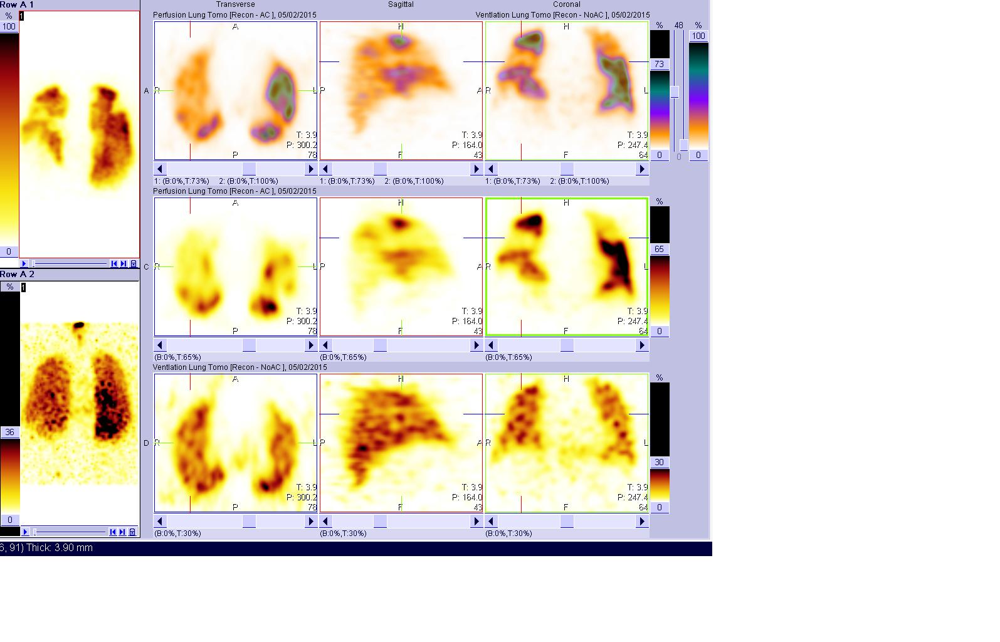 Row A 1
Transverse
Sagittal
Coronal
Perfusion Lung Tomo [Recon - AC ], 05/02/2015
Ventilation Lung Tomo [Recon - NoAC ], 05/02/2015
%
1
100
0
A
R
L
P
T: 3.9
P: 300.2
78
A
H
P
A
F
T: 3.9
P: 164.0
43
H
R
L
F
T: 3.9
P: 247.4
64
%
48
%
73
100
0
0
0
1: (B:0%,T:73%) 2: (B:0%,T:100%)
1: (B:0%,T:73%) 2: (B:0%,T:100%)
1: (B:0%,T:73%) 2: (B:0%,T:100%)
Perfusion Lung Tomo [Recon - AC ], 05/02/2015
C
A
R
L
P
T: 3.9
P: 300.2
78
H
P
A
F
T: 3.9
P: 164.0
43
H
R
L
F
T: 3.9
P: 247.4
64
%
65
0
(B:0%,T:65%)
(B:0%,T:65%)
(B:0%,T:65%)
Row A 2
%
1
36
0
Ventilation Lung Tomo [Recon - NoAC ], 05/02/2015
D
A
R
L
P
T: 3.9
P: 300.2
78
H
P
A
F
T: 3.9
P: 164.0
43
H
R
L
F
T: 3.9
P: 247.4
64
%
30
0
(B:0%,T:30%)
(B:0%,T:30%)
(B:0%,T:30%)
6, 91) Thick: 3.90 mm